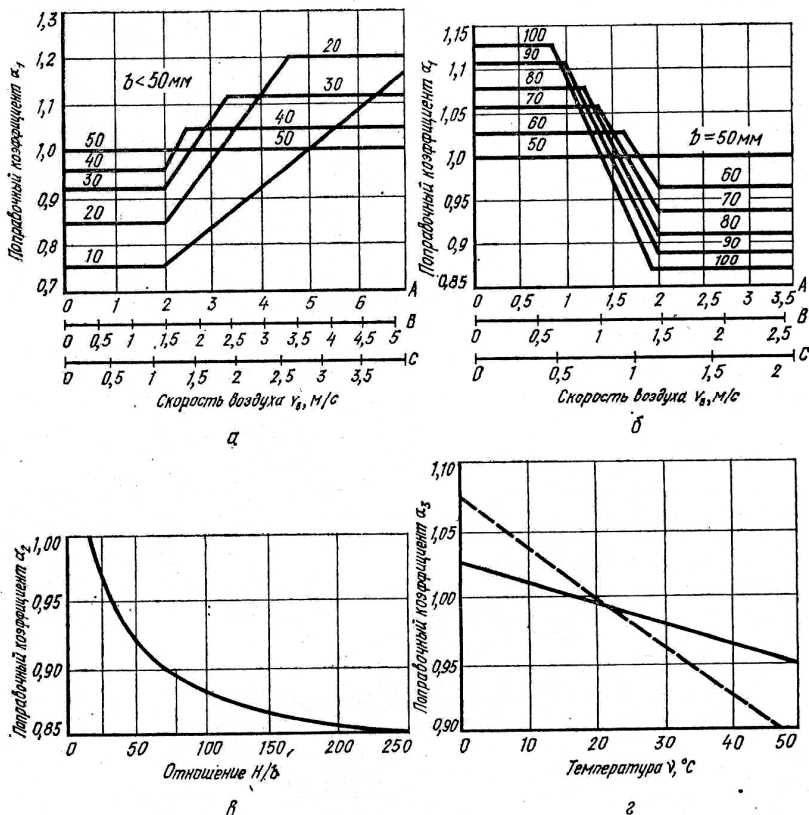 Поправочный коэффициент α₁
1,3
1,2
1,1
1,0
0,9
0,8
0,7
b < 50 мм
20
30
40
50
50
40
30
20
10
0 1 2 3 4 5 6 A
0 0,5 1 1,5 2 2,5 3 3,5 4 4,5 5 B
0 0,5 1 1,5 2 2,5 3 3,5 C
Скорость воздуха vв, м/с
а
Поправочный коэффициент α₁
1,15
1,1
1,05
1,0
0,95
0,9
0,85
100
90
80
70
60
50
b = 50 мм
60
70
80
90
100
0 0,5 1 1,5 2 2,5 3 3,5 A
0 0,5 1 1,5 2 2,5 B
0 0,5 1 1,5 2 C
Скорость воздуха vв, м/с
б
Поправочный коэффициент α₂
1,00
0,95
0,90
0,85
0 50 100 150 200 250
Отношение H/b
в
Поправочный коэффициент α₃
1,10
1,05
1,00
0,95
0,90
0 10 20 30 40 50
Температура ν, °C
г